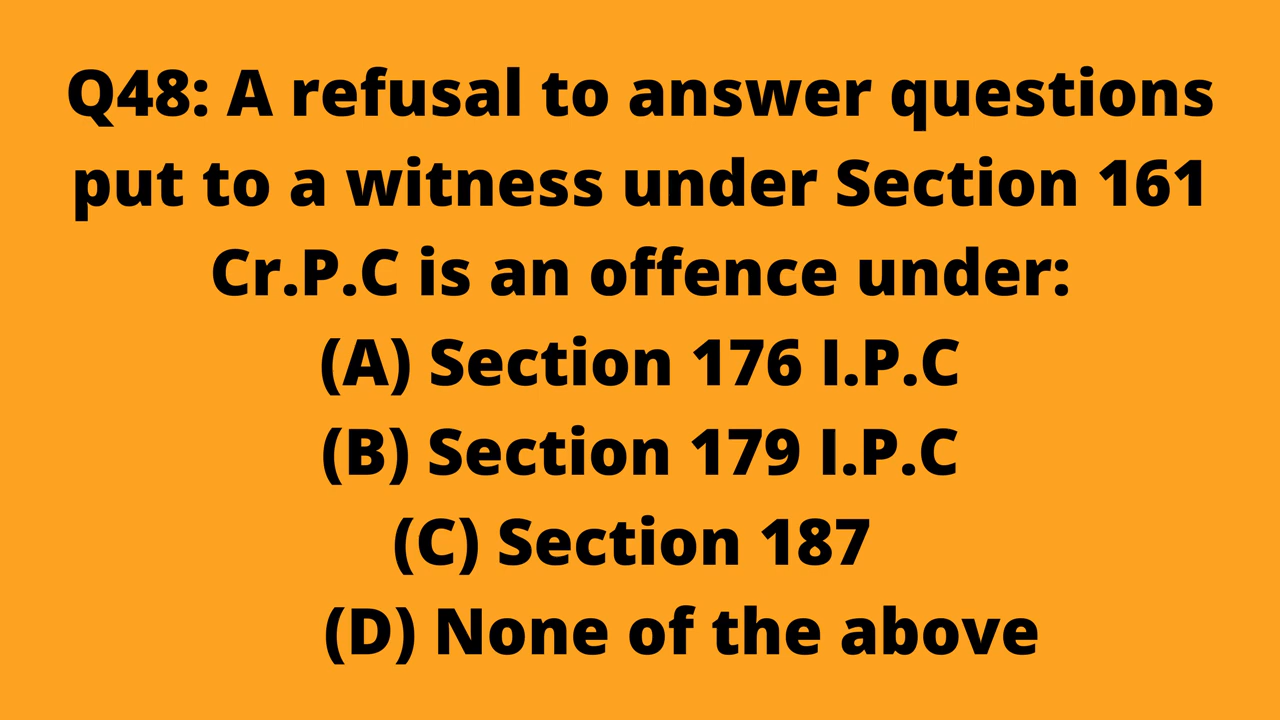 Q48: A refusal to answer questions
put to a witness under Section 161
Cr.P.C is an offence under:
(A) Section 176 I.P.C
(B) Section 179 I.P.C
(C) Section 187
(D) None of the above